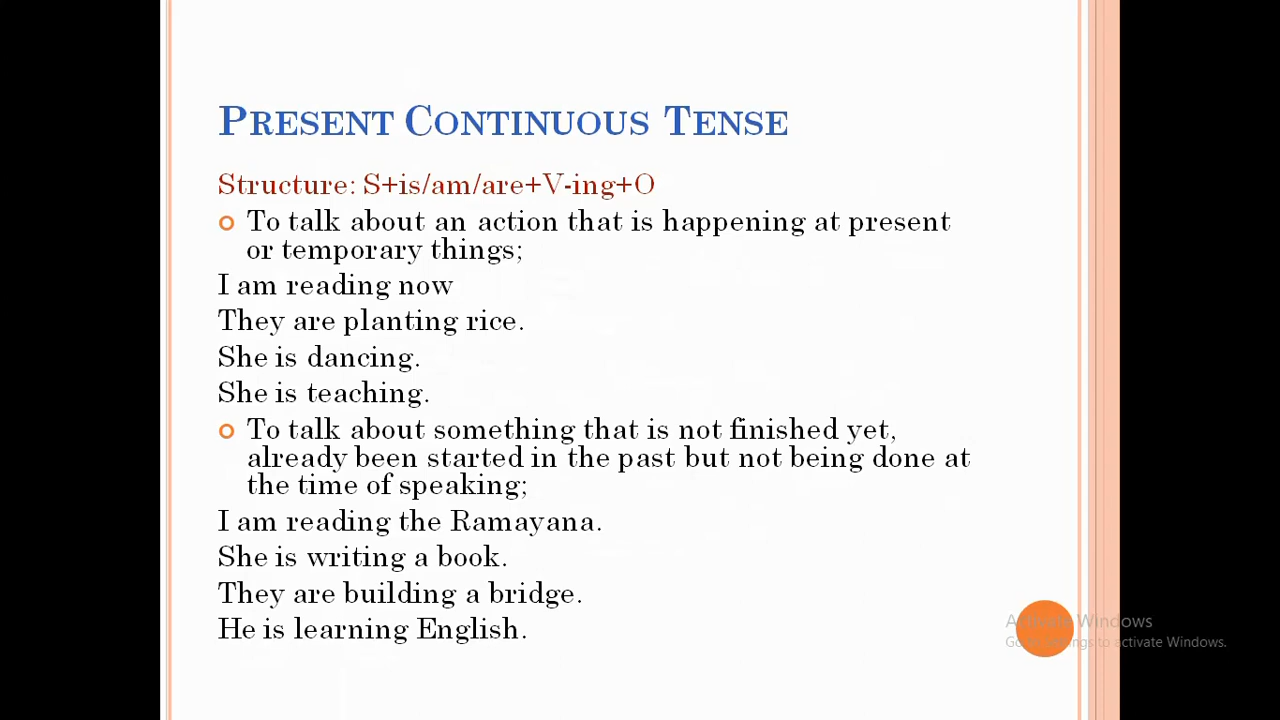 PRESENT CONTINUOUS TENSE
Structure: S+is/am/are+V-ing+O
To talk about an action that is happening at present
or temporary things;
I am reading now
They are planting rice.
She is dancing.
She is teaching.
To talk about something that is not finished yet,
already been started in the past but not being done at
the time of speaking;
I am reading the Ramayana.
She is writing a book.
They are building a bridge.
He is learning English.
Activate Windows
Go to Settings to activate Windows.